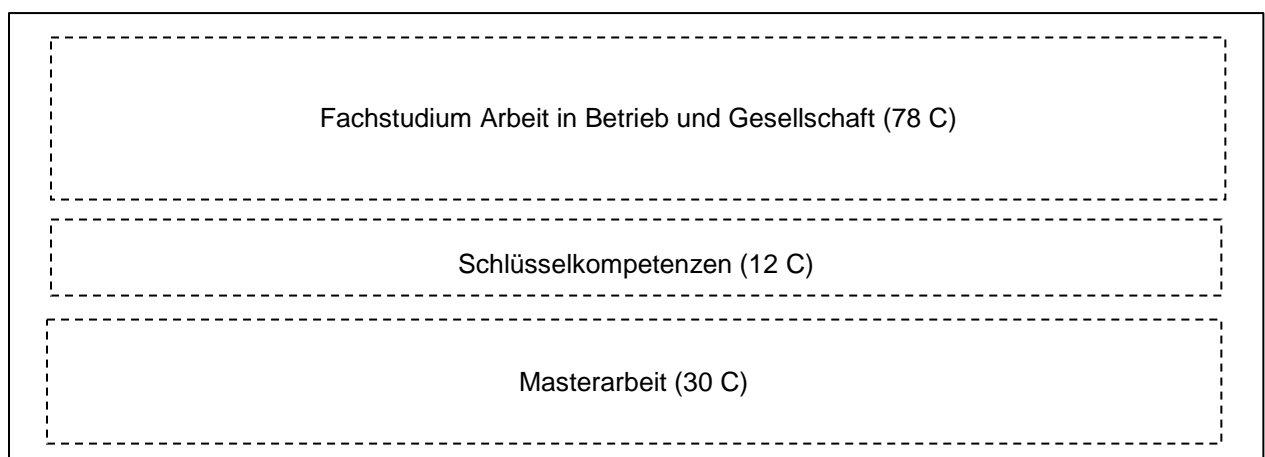 Fachstudium Arbeit in Betrieb und Gesellschaft (78 C)
Schlüsselkompetenzen (12 C)
Masterarbeit (30 C)